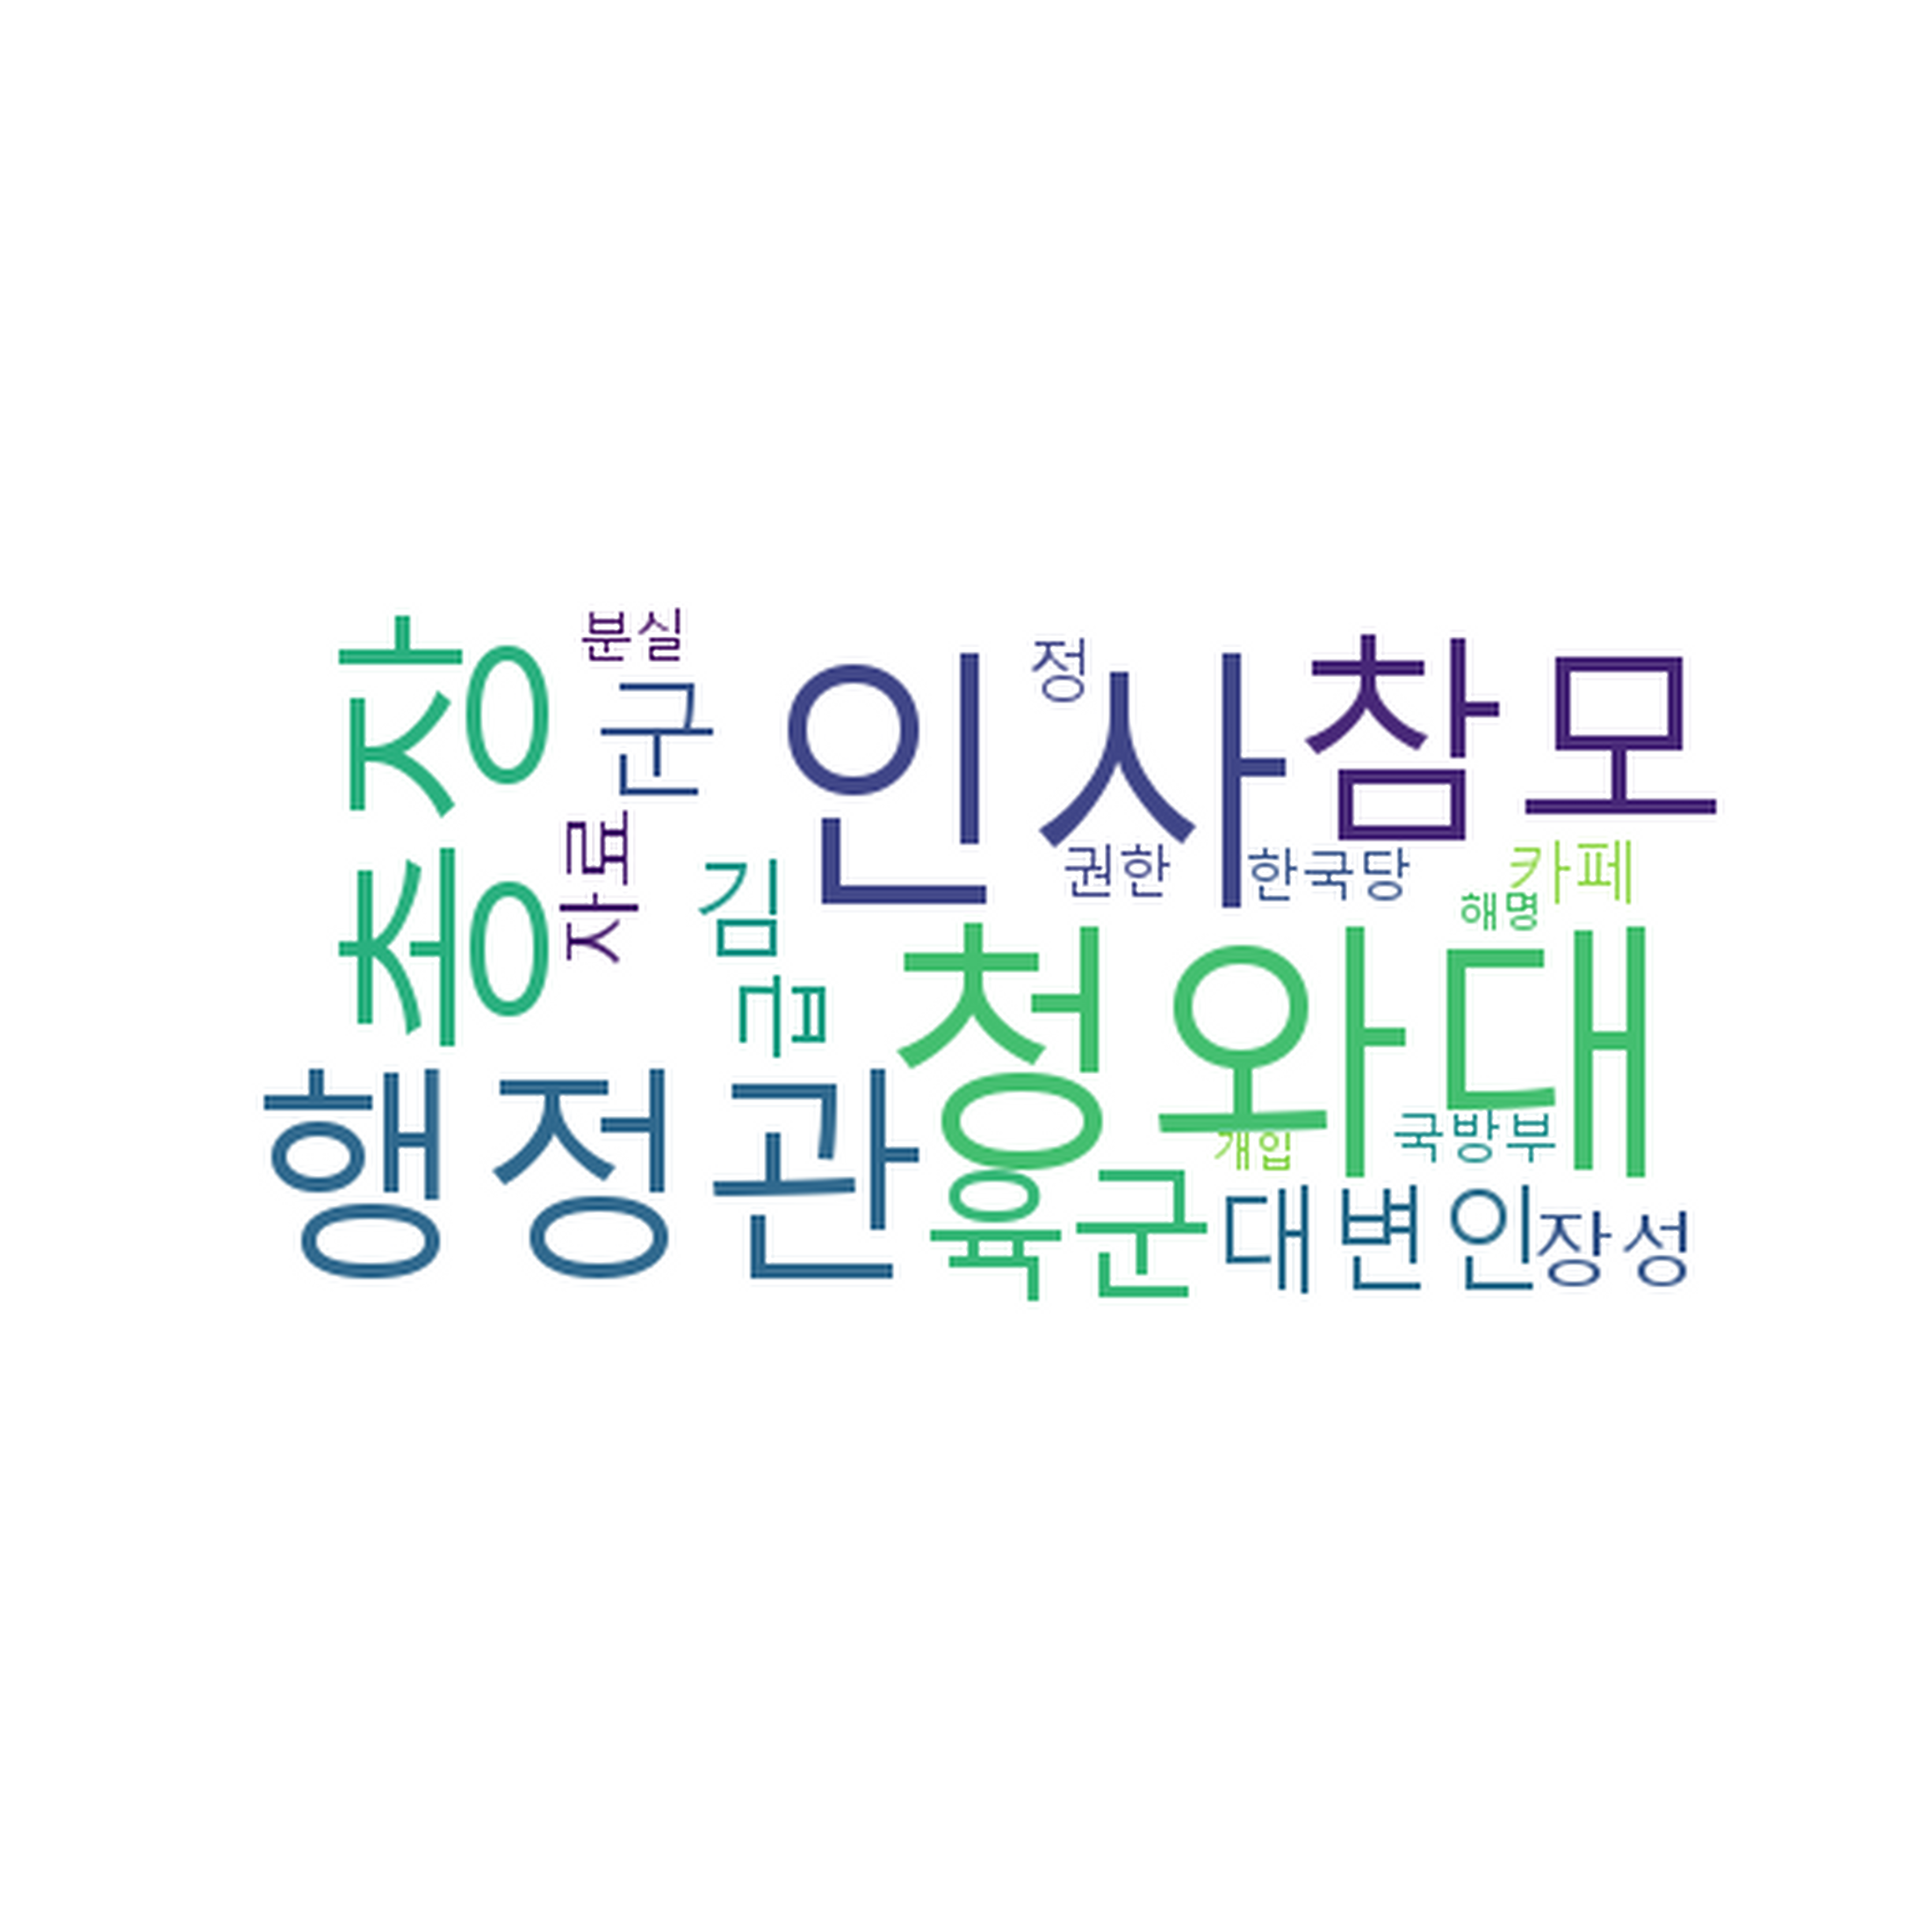 총장
분실
군
인사
정
참모
자료
김
권한
한국당
카페
해명
급
청와대
행정관
개입
국방부
육군
대변인
장성